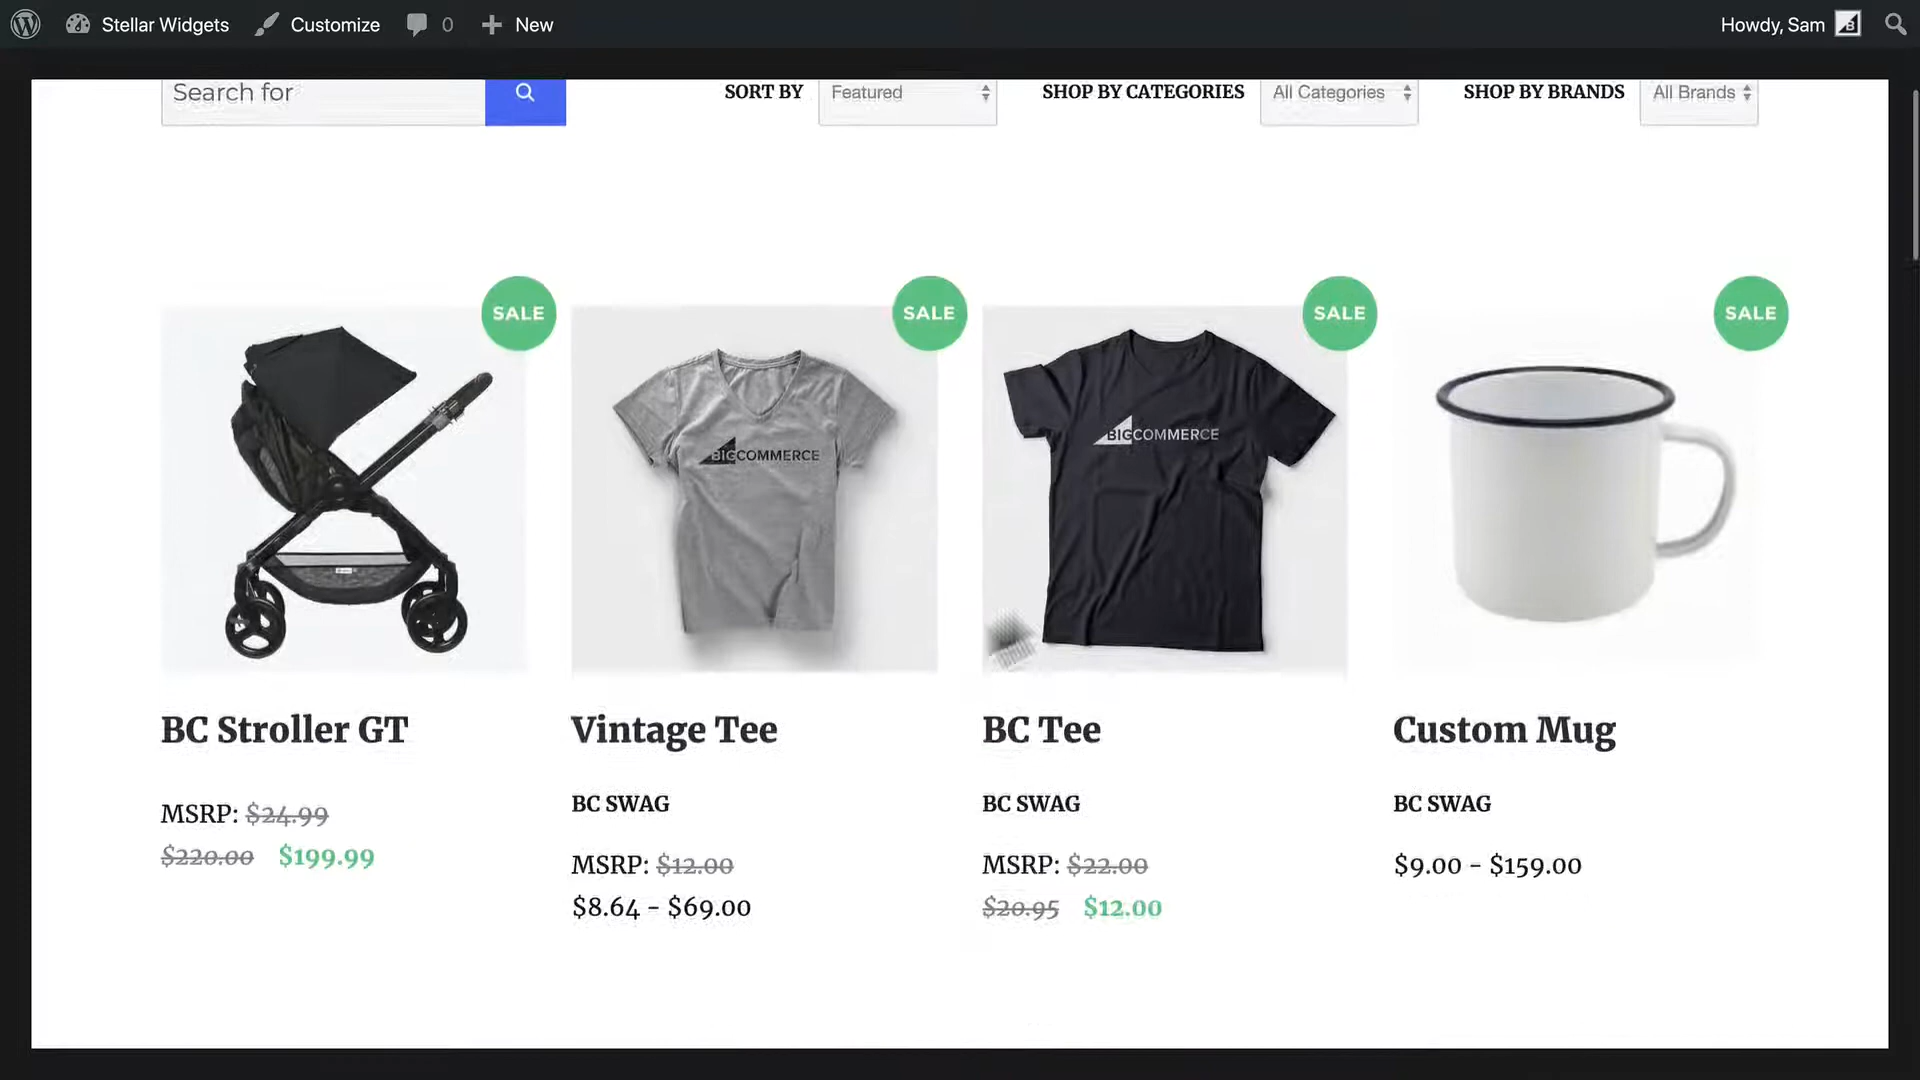 Stellar Widgets Customize 0 New Howdy, Sam
Search for SORT BY Featured SHOP BY CATEGORIES All Categories SHOP BY BRANDS All Brands
SALE SALE SALE SALE
BIGCOMMERCE BIGCOMMERCE
BC Stroller GT Vintage Tee BC Tee Custom Mug
BC SWAG BC SWAG BC SWAG
MSRP: $24.99
$220.00 $199.99
MSRP: $12.00 MSRP: $22.00 $9.00 - $159.00
$8.64 - $69.00 $20.95 $12.00